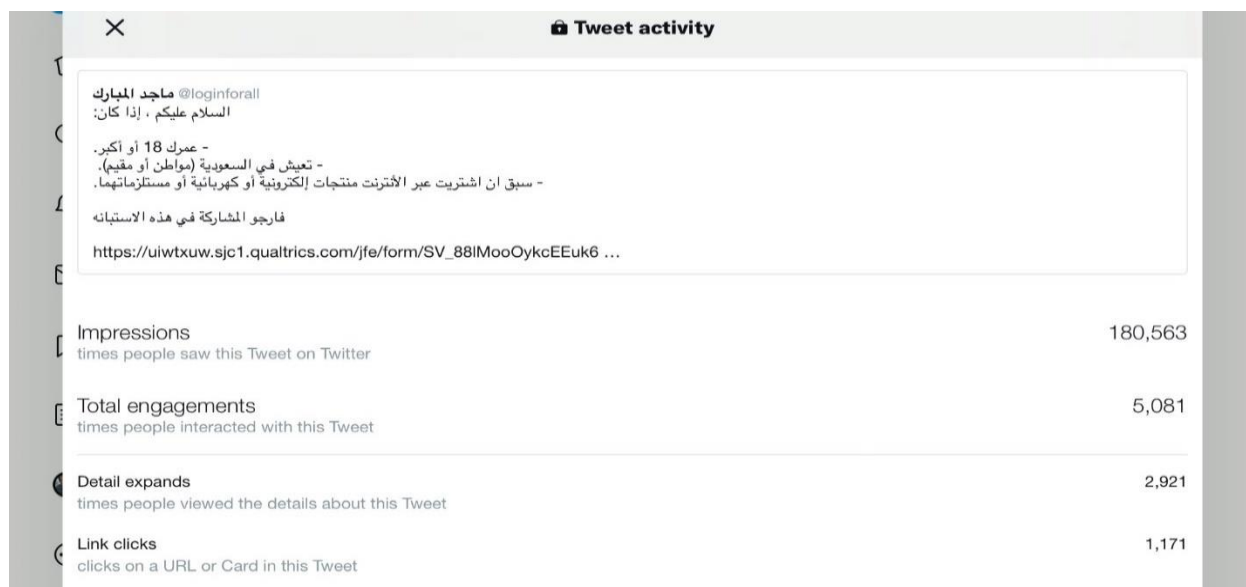 Tweet activity
ماجد المبارك @loginforall
السلام عليكم ، إذا كان:
- عمرك 18 أو أكبر.
- تعيش في السعودية (مواطن أو مقيم).
- سبق ان اشتريت عبر الأنترنت منتجات إلكترونية أو كهربائية أو مستلزماتهما.
فارجو المشاركة في هذه الاستبانه
https://uiwtxuw.sjc1.qualtrics.com/jfe/form/SV_88lMooOykcEEuk6 ...
Impressions 180,563
times people saw this Tweet on Twitter
Total engagements 5,081
times people interacted with this Tweet
Detail expands 2,921
times people viewed the details about this Tweet
Link clicks 1,171
clicks on a URL or Card in this Tweet